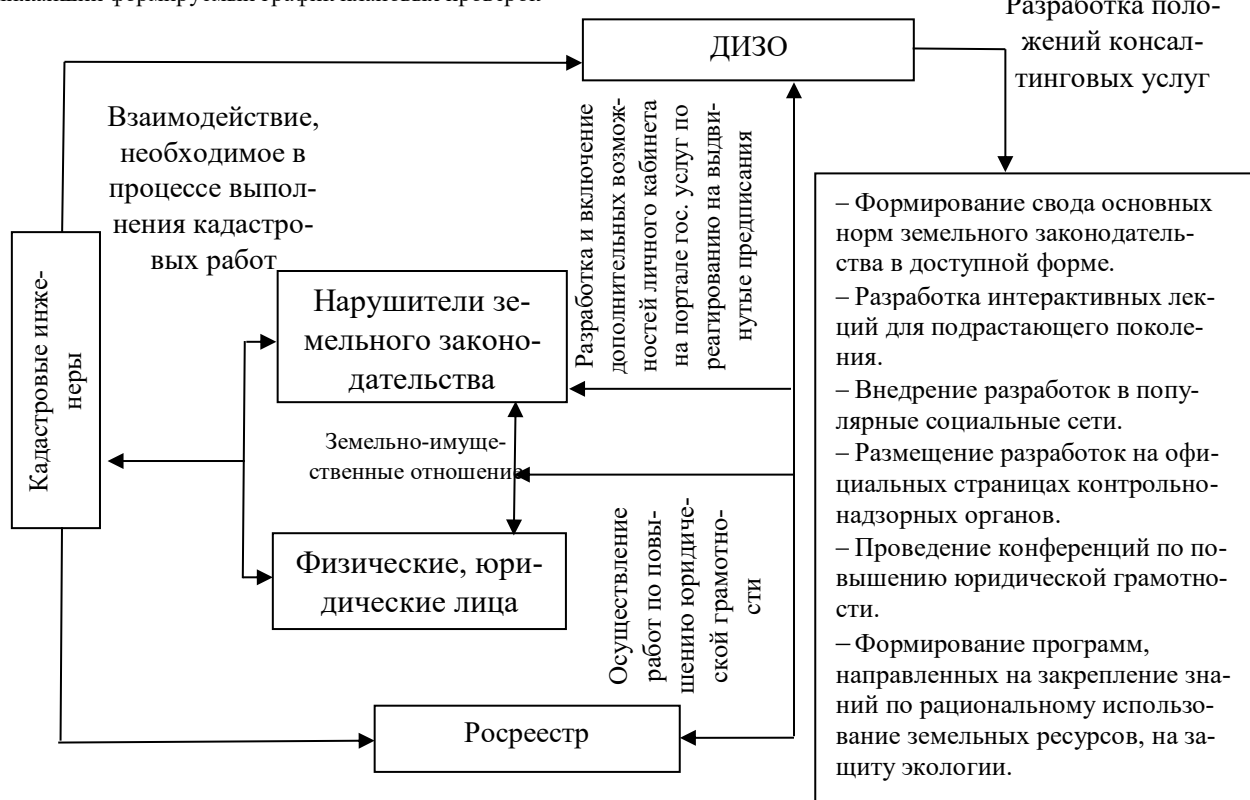 Разработка поло-
жений консал-
тинговых услуг
ДИЗО
Взаимодействие,
необходимое в
процессе выпол-
нения кадастро-
вых работ
Разработка и включение
дополнительных возмож-
ностей личного кабинета
на портале гос. услуг по
реагированию на выдви-
нутые предписания
Кадастровые инже-
неры
Нарушители зе-
мельного законо-
дательства
Земельно-имуще-
ственные отношения
Физические, юри-
дические лица
Осуществление
работ по повы-
шению юридиче-
ской грамотно-
сти
Росреестр
– Формирование свода основных
норм земельного законодатель-
ства в доступной форме.
– Разработка интерактивных лек-
ций для подрастающего поколе-
ния.
– Внедрение разработок в попу-
лярные социальные сети.
– Размещение разработок на офи-
циальных страницах контрольно-
надзорных органов.
– Проведение конференций по по-
вышению юридической грамотно-
сти.
– Формирование программ,
направленных на закрепление зна-
ний по рациональному использо-
вание земельных ресурсов, на за-
щиту экологии.